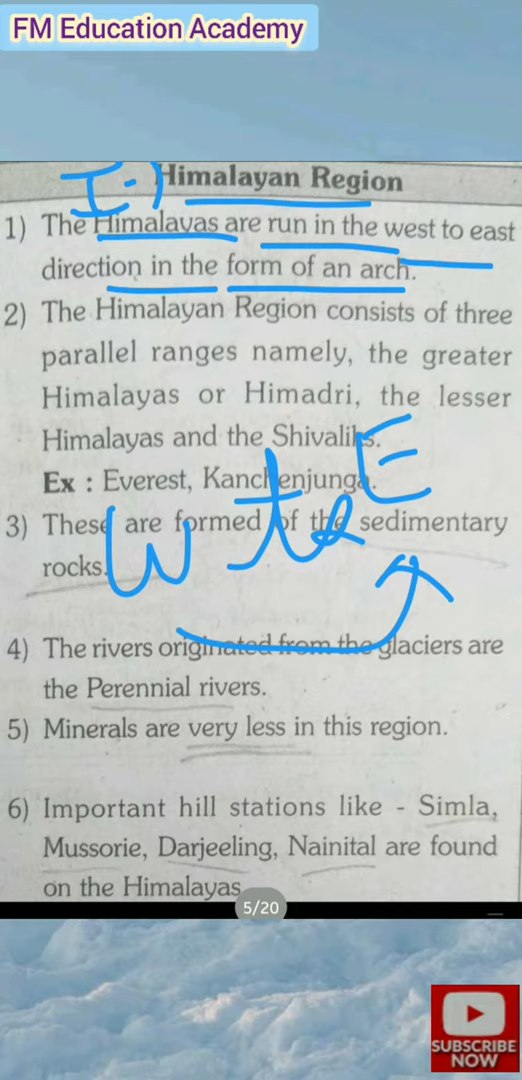 FM Education Academy
I-) Himalayan Region
1) The Himalayas are run in the west to east
direction in the form of an arch.
2) The Himalayan Region consists of three
parallel ranges namely, the greater
Himalayas or Himadri, the lesser
Himalayas and the Shivaliks.
Ex : Everest, Kanchenjunga.
3) These are formed of the sedimentary
rocks.
W to E
4) The rivers originated from the glaciers are
the Perennial rivers.
5) Minerals are very less in this region.
6) Important hill stations like - Simla,
Mussorie, Darjeeling, Nainital are found
on the Himalayas
5/20
SUBSCRIBE
NOW